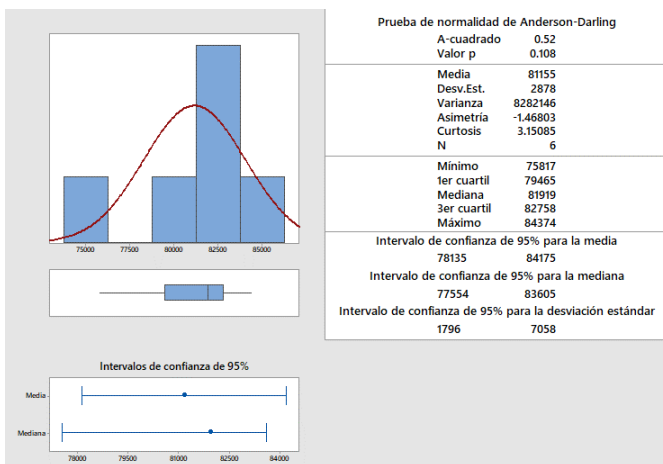 Prueba de normalidad de Anderson-Darling
A-cuadrado 0.52
Valor p 0.108
Media 81155
Desv.Est. 2878
Varianza 8282146
Asimetría -1.46803
Curtosis 3.15085
N 6
Mínimo 75817
1er cuartil 79465
Mediana 81919
3er cuartil 82758
Máximo 84374
Intervalo de confianza de 95% para la media
78135 84175
Intervalo de confianza de 95% para la mediana
77554 83605
Intervalo de confianza de 95% para la desviación estándar
1796 7058
75000 77500 80000 82500 85000
Intervalos de confianza de 95%
Media
Mediana
78000 79500 81000 82500 84000